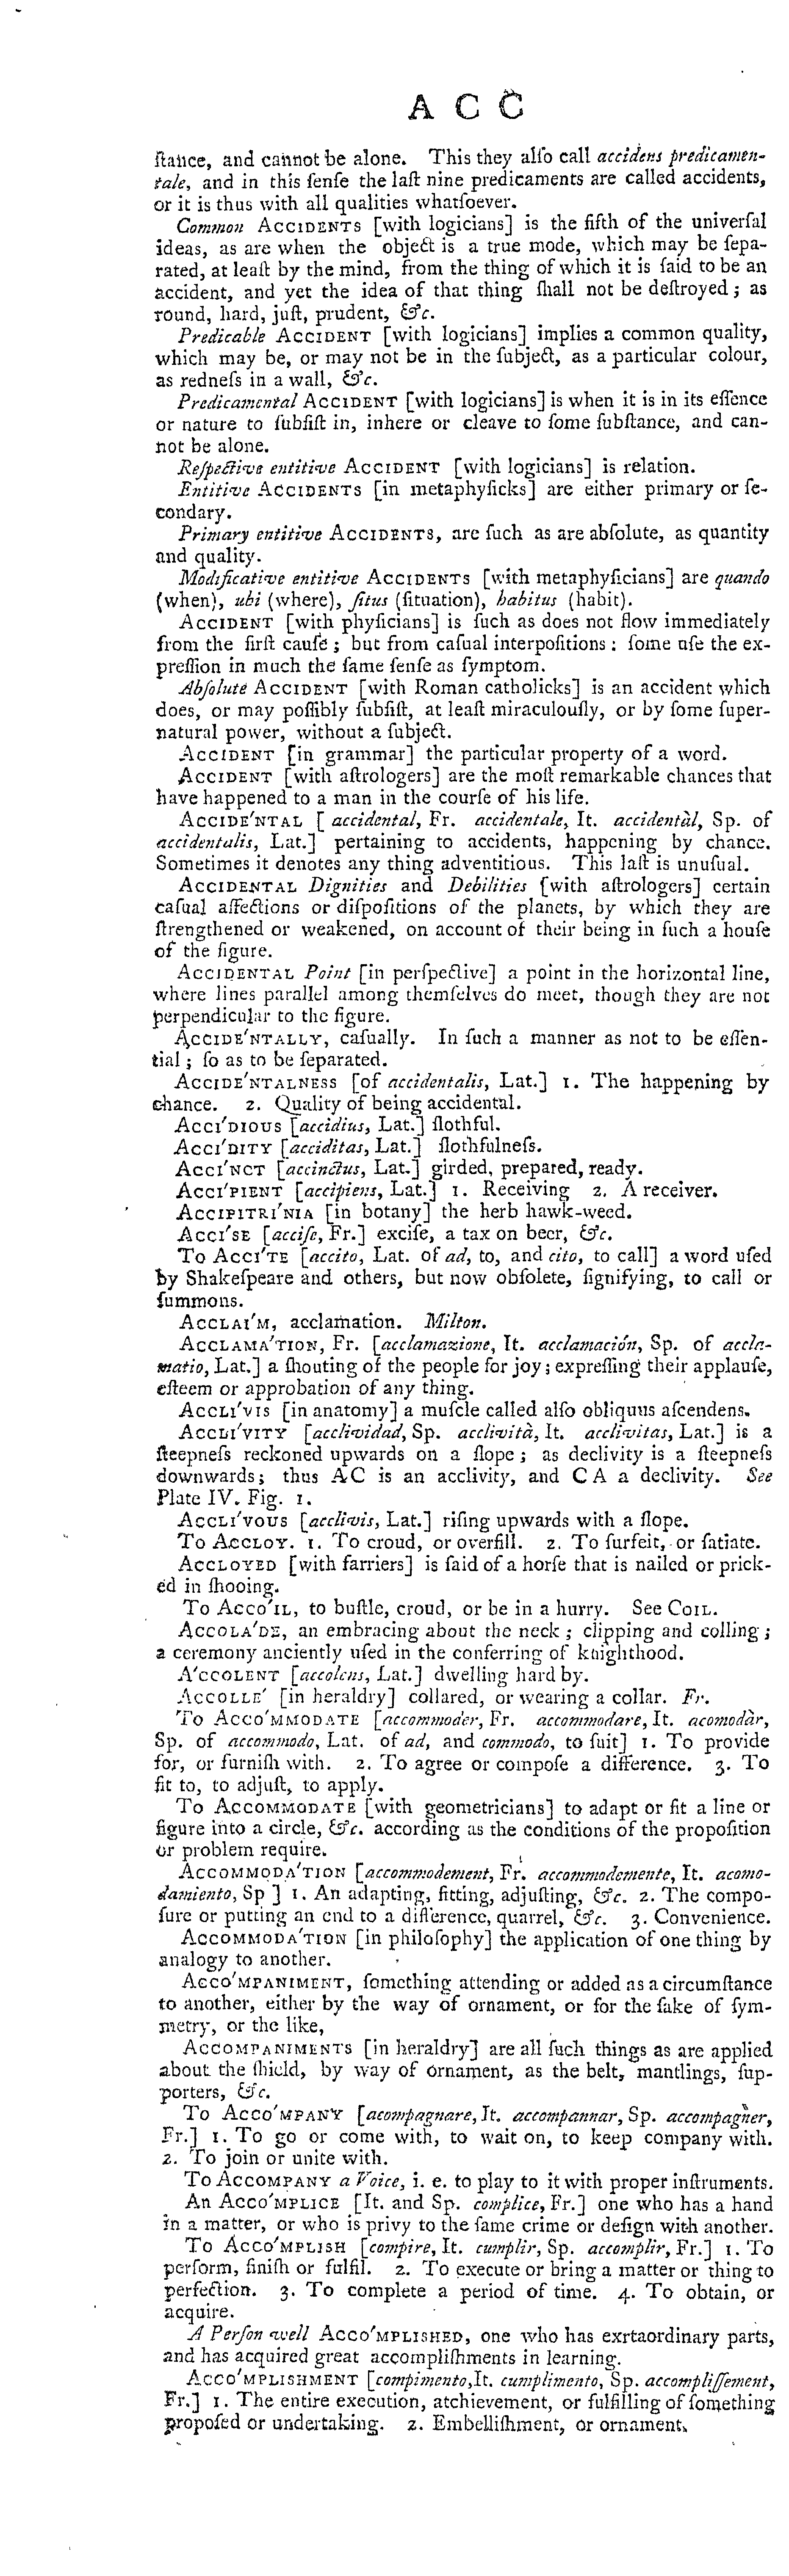 A C C
ſtance, and cannot be alone. This they alſo call accidens predicamen-
tale, and in this ſenſe the laſt nine predicaments are called accidents,
or it is thus with all qualities whatſoever.
Common ACCIDENTS [with logicians] is the fifth of the univerſal
ideas, as are when the object is a true mode, which may be ſepa-
rated, at leaſt by the mind, from the thing of which it is ſaid to be an
accident, and yet the idea of that thing ſhall not be deſtroyed; as
round, hard, juſt, prudent, &c.
Predicable ACCIDENT [with logicians] implies a common quality,
which may be, or may not be in the ſubject, as a particular colour,
as redneſs in a wall, &c.
Predicamental ACCIDENT [with logicians] is when it is in its eſſence
or nature to ſubſiſt in, inhere or cleave to ſome ſubſtance, and can-
not be alone.
Reſpective entitive ACCIDENT [with logicians] is relation.
Entitive ACCIDENTS [in metaphyſicks] are either primary or ſe-
condary.
Primary entitive ACCIDENTS, are ſuch as are abſolute, as quantity
and quality.
Modificative entitive ACCIDENTS [with metaphyſicians] are quando
(when), ubi (where), ſitus (ſituation), habitus (habit).
ACCIDENT [with phyſicians] is ſuch as does not flow immediately
from the firſt cauſe; but from caſual interpoſitions: ſome uſe the ex-
preſſion in much the ſame ſenſe as ſymptom.
Abſolute ACCIDENT [with Roman catholicks] is an accident which
does, or may poſſibly ſubſiſt, at leaſt miraculouſly, or by ſome ſuper-
natural power, without a ſubject.
ACCIDENT [in grammar] the particular property of a word.
ACCIDENT [with aſtrologers] are the moſt remarkable chances that
have happened to a man in the courſe of his life.
ACCIDE'NTAL [ accidental, Fr. accidentale, It. accidentàl, Sp. of
accidentalis, Lat.] pertaining to accidents, happening by chance.
Sometimes it denotes any thing adventitious. This laſt is unuſual.
ACCIDENTAL Dignities and Debilities [with aſtrologers] certain
caſual affections or diſpoſitions of the planets, by which they are
ſtrengthened or weakened, on account of their being in ſuch a houſe
of the figure.
ACCIDENTAL Point [in perſpective] a point in the horizontal line,
where lines parallel among themſelves do meet, though they are not
perpendicular to the figure.
ACCIDE'NTALLY, caſually. In ſuch a manner as not to be eſſen-
tial; ſo as to be ſeparated.
ACCIDE'NTALNESS [of accidentalis, Lat.] 1. The happening by
chance. 2. Quality of being accidental.
ACCI'DIOUS [accidius, Lat.] ſlothful.
ACCI'DITY [acciditas, Lat.] ſlothfulneſs.
ACCI'NCT [accinctus, Lat.] girded, prepared, ready.
ACCI'PIENT [accipiens, Lat.] 1. Receiving 2. A receiver.
ACCIPITRI'NIA [in botany] the herb hawk-weed.
ACCI'SE [acciſe, Fr.] exciſe, a tax on beer, &c.
To ACCI'TE [accito, Lat. of ad, to, and cito, to call] a word uſed
by Shakeſpeare and others, but now obſolete, ſignifying, to call or
ſummons.
ACCLAI'M, acclamation. Milton.
ACCLAMA'TION, Fr. [acclamazione, It. acclamación, Sp. of accla-
matio, Lat.] a ſhouting of the people for joy; expreſſing their applauſe,
eſteem or approbation of any thing.
ACCLI'VIS [in anatomy] a muſcle called alſo obliquus aſcendens.
ACCLI'VITY [acclividad, Sp. acclività, It. acclivitas, Lat.] is a
ſteepneſs reckoned upwards on a ſlope; as declivity is a ſteepneſs
downwards; thus AC is an acclivity, and CA a declivity. See
Plate IV. Fig. 1.
ACCLI'VOUS [acclivis, Lat.] riſing upwards with a ſlope.
To ACCLOY. 1. To croud, or overfill. 2. To ſurfeit, or ſatiate.
ACCLOYED [with farriers] is ſaid of a horſe that is nailed or prick-
ed in ſhooing.
To ACCO'IL, to buſtle, croud, or be in a hurry. See COIL.
ACCOLA'DE, an embracing about the neck; clipping and colling;
a ceremony anciently uſed in the conferring of knighthood.
A'CCOLENT [accolens, Lat.] dwelling hard by.
ACCOLLE' [in heraldry] collared, or wearing a collar. Fr.
To ACCO'MMODATE [accommoder, Fr. accommodare, It. acomodàr,
Sp. of accommodo, Lat. of ad, and commodo, to ſuit] 1. To provide
for, or furniſh with. 2. To agree or compoſe a difference. 3. To
fit to, to adjuſt, to apply.
To ACCOMMODATE [with geometricians] to adapt or fit a line or
figure into a circle, &c. according as the conditions of the propoſition
or problem require.
ACCOMMODA'TION [accommodement, Fr. accommodemente, It. acomo-
damiento, Sp ] 1. An adapting, fitting, adjuſting, &c. 2. The compo-
ſure or putting an end to a difference, quarrel, &c. 3. Convenience.
ACCOMMODA'TION [in philoſophy] the application of one thing by
analogy to another.
ACCO'MPANIMENT, ſomething attending or added as a circumſtance
to another, either by the way of ornament, or for the ſake of ſym-
metry, or the like,
ACCOMPANIMENTS [in heraldry] are all ſuch things as are applied
about the ſhield, by way of ornament, as the belt, mantlings, ſup-
porters, &c.
To ACCO'MPANY [acompagnare, It. accompannar, Sp. accompagner,
Fr.] 1. To go or come with, to wait on, to keep company with.
2. To join or unite with.
To ACCOMPANY a Voice, i. e. to play to it with proper inſtruments.
An ACCO'MPLICE [It. and Sp. complice, Fr.] one who has a hand
in a matter, or who is privy to the ſame crime or deſign with another.
To ACCO'MPLISH [compire, It. cumplir, Sp. accomplir, Fr.] 1. To
perform, finiſh or fulfil. 2. To execute or bring a matter or thing to
perfection. 3. To complete a period of time. 4. To obtain, or
acquire.
A Perſon well ACCO'MPLISHED, one who has exrtaordinary parts,
and has acquired great accompliſhments in learning.
ACCO'MPLISHMENT [compimento, It. cumplimento, Sp. accompliſſement,
Fr.] 1. The entire execution, atchievement, or fulfilling of ſomething
propoſed or undertaking. 2. Embelliſhment, or ornament.